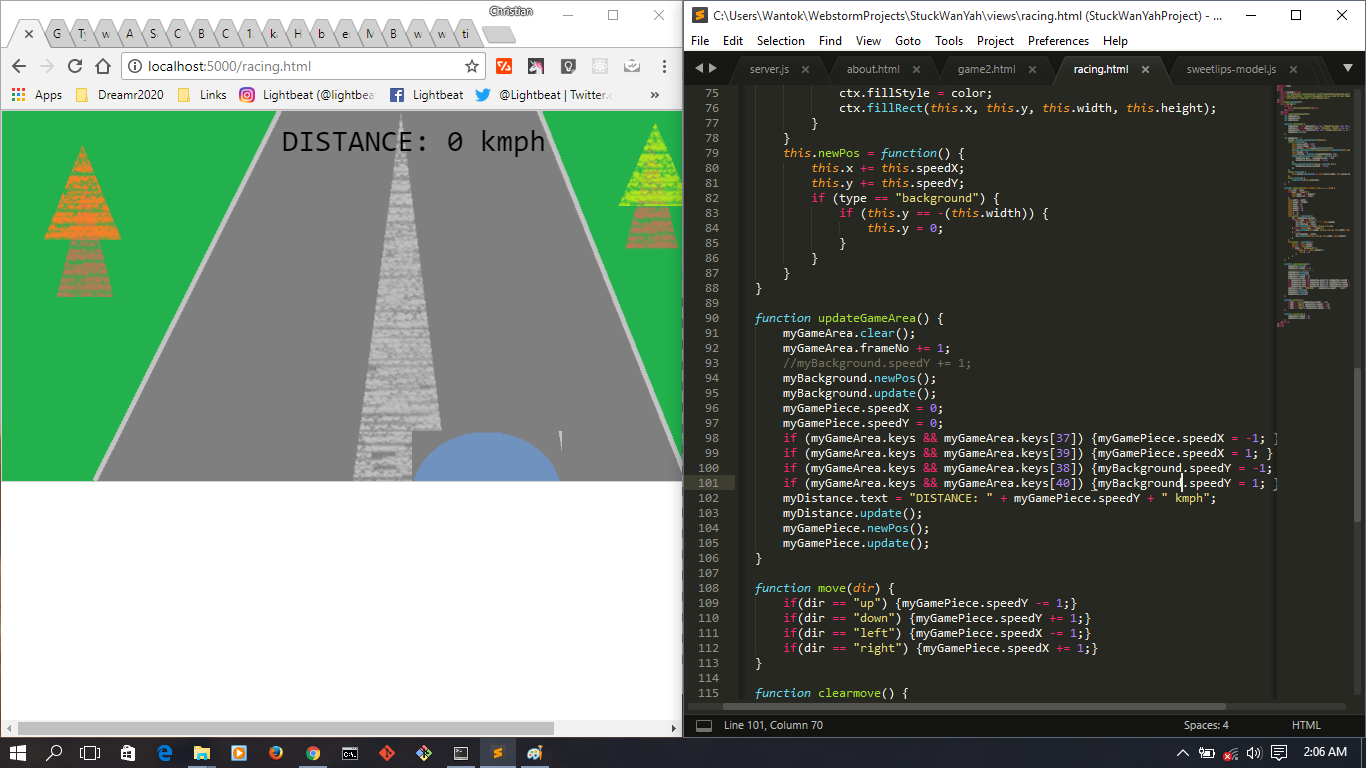 Christian
G
Ty
w
A
S
C
B
C
1
k
H
b
e
M
B
w
w
ti
localhost:5000/racing.html
Apps
Dreamr2020
Links
Lightbeat (@lightbea
Lightbeat
@Lightbeat | Twitter.c
»
DISTANCE: 0 kmph
C:\Users\Wantok\WebstormProjects\StuckWanYah\views\racing.html (StuckWanYahProject) - ...
File Edit Selection Find View Goto Tools Project Preferences Help
server.js about.html game2.html racing.html sweetlips-model.js
75 ctx.fillStyle = color;
76 ctx.fillRect(this.x, this.y, this.width, this.height);
77 }
78 }
79 this.newPos = function() {
80 this.x += this.speedX;
81 this.y += this.speedY;
82 if (type == "background") {
83 if (this.y == -(this.width)) {
84 this.y = 0;
85 }
86 }
87 }
88 }
89
90 function updateGameArea() {
91 myGameArea.clear();
92 myGameArea.frameNo += 1;
93 //myBackground.speedY += 1;
94 myBackground.newPos();
95 myBackground.update();
96 myGamePiece.speedX = 0;
97 myGamePiece.speedY = 0;
98 if (myGameArea.keys && myGameArea.keys[37]) {myGamePiece.speedX = -1; }
99 if (myGameArea.keys && myGameArea.keys[39]) {myGamePiece.speedX = 1; }
100 if (myGameArea.keys && myGameArea.keys[38]) {myBackground.speedY = -1;
101 if (myGameArea.keys && myGameArea.keys[40]) {myBackground.speedY = 1; }
102 myDistance.text = "DISTANCE: " + myGamePiece.speedY + " kmph";
103 myDistance.update();
104 myGamePiece.newPos();
105 myGamePiece.update();
106 }
107
108 function move(dir) {
109 if(dir == "up") {myGamePiece.speedY -= 1;}
110 if(dir == "down") {myGamePiece.speedY += 1;}
111 if(dir == "left") {myGamePiece.speedX -= 1;}
112 if(dir == "right") {myGamePiece.speedX += 1;}
113 }
114
115 function clearmove() {
Line 101, Column 70
Spaces: 4
HTML
2:06 AM